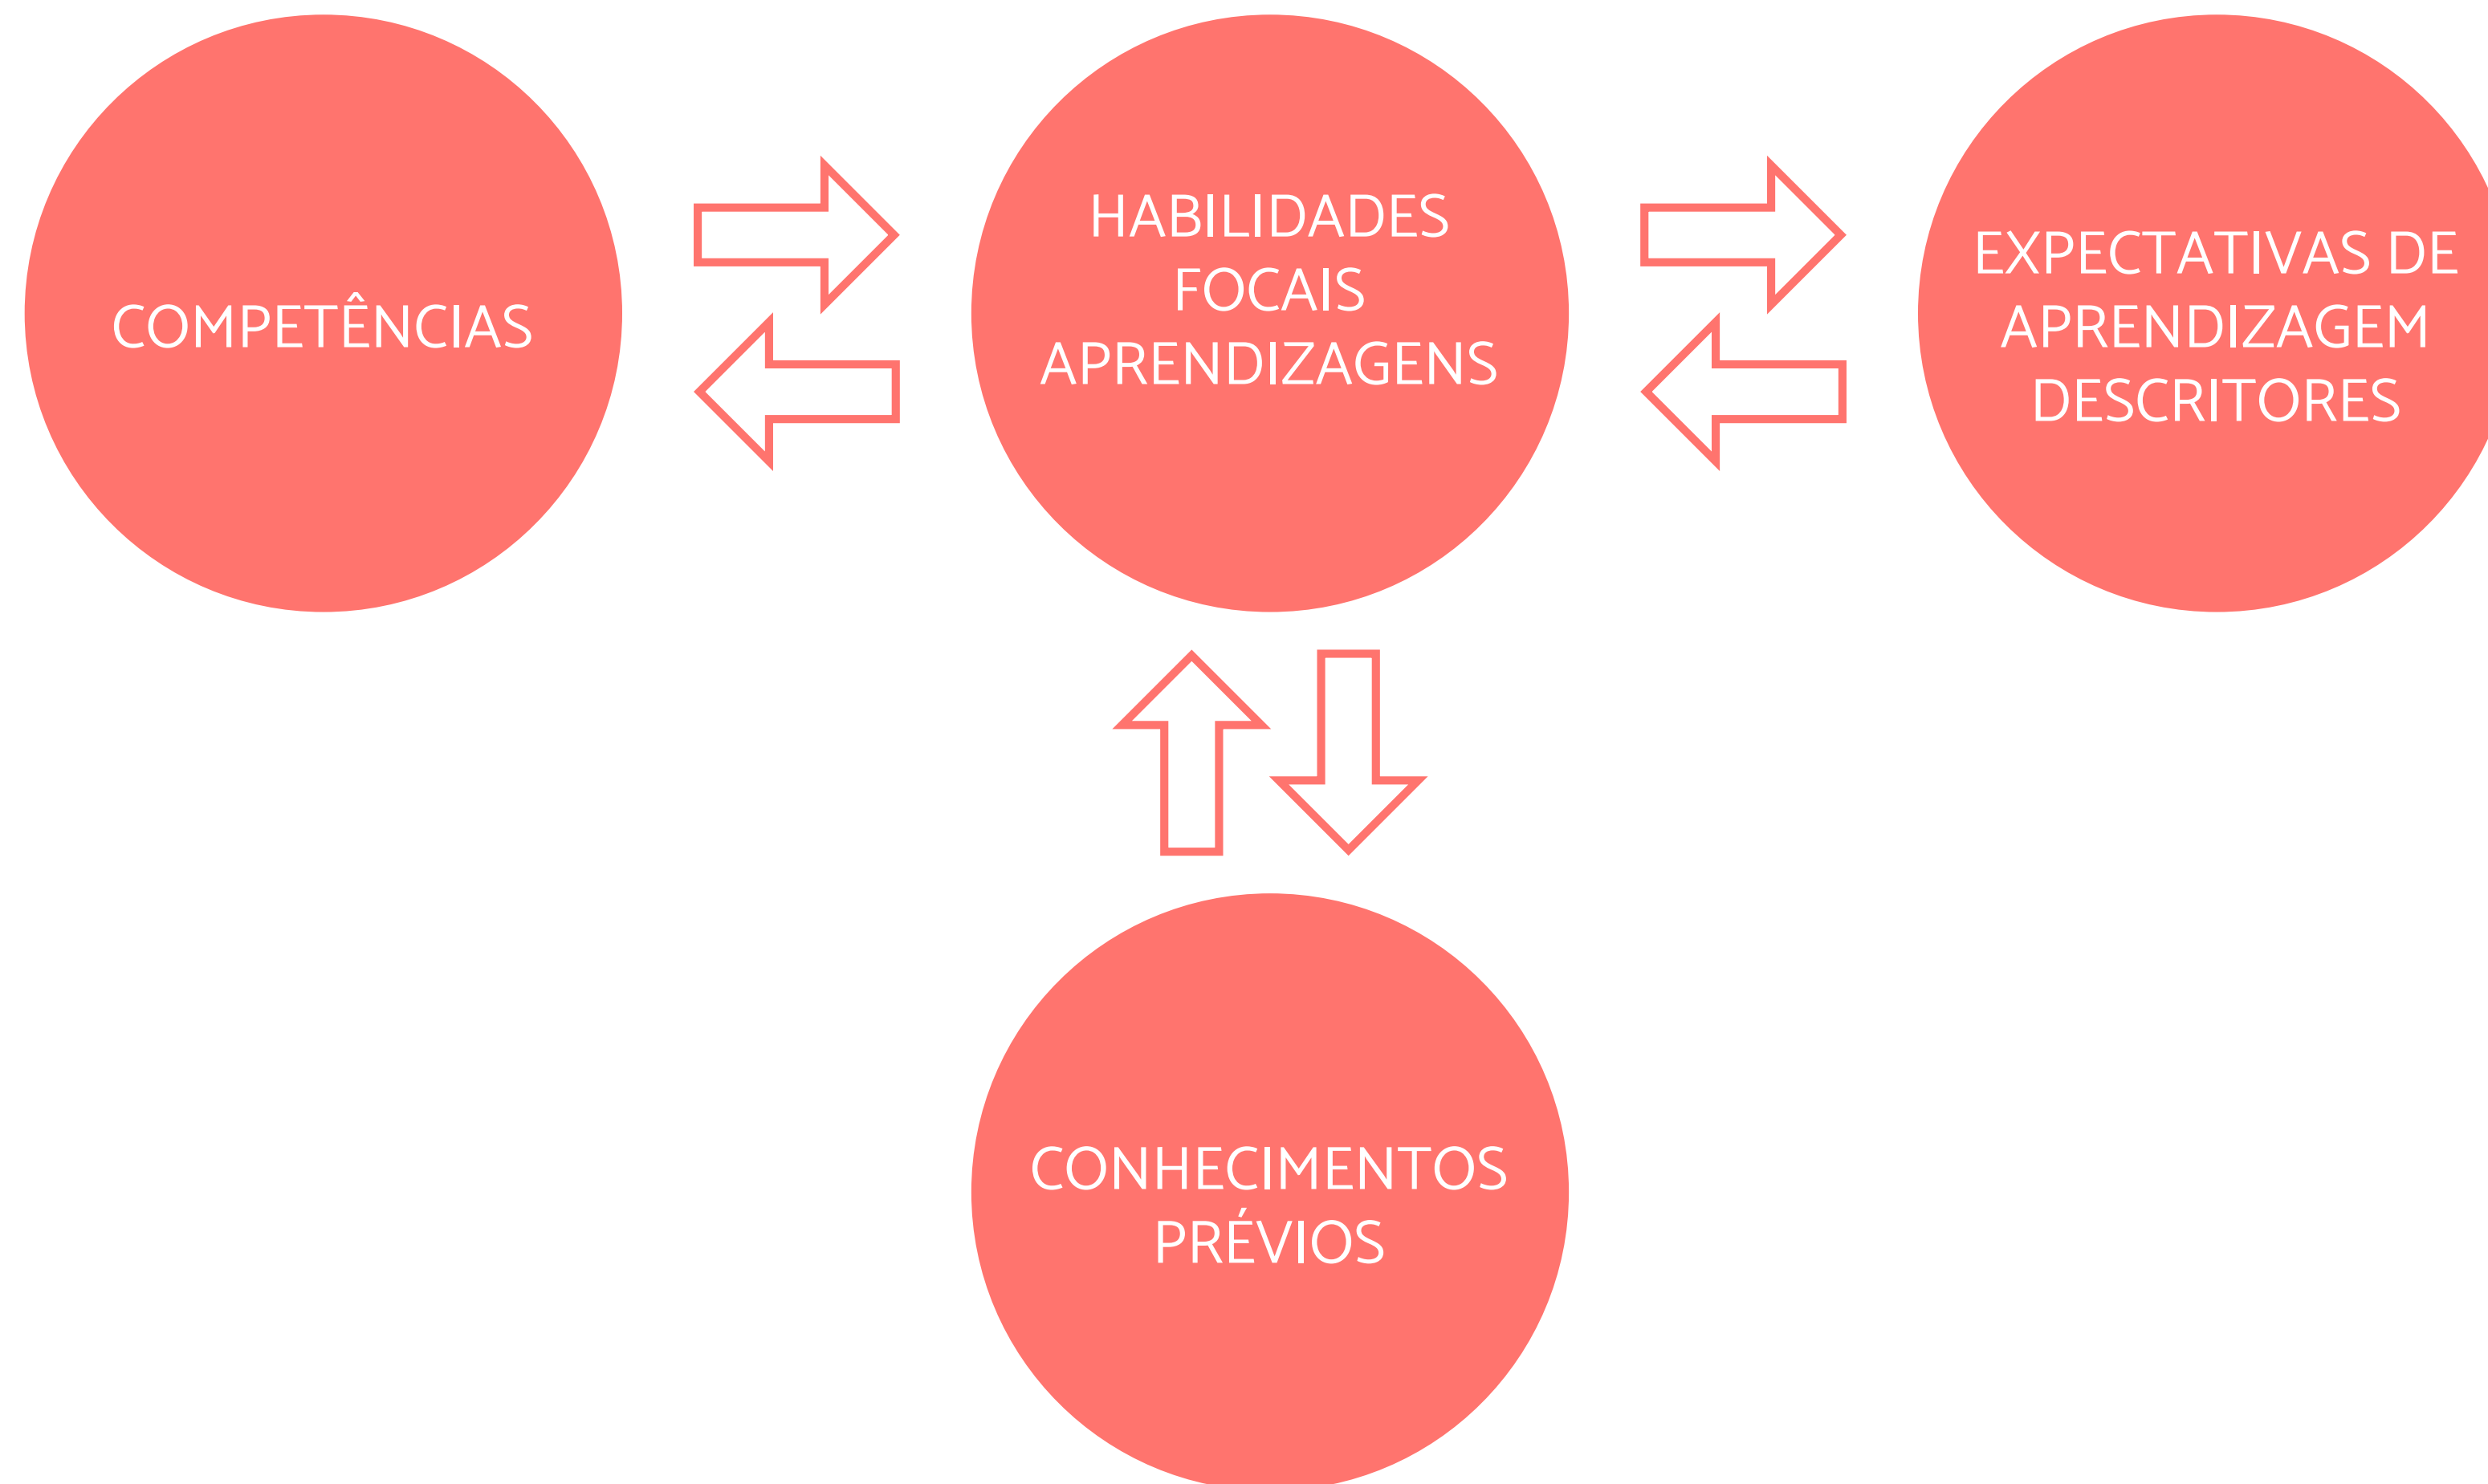 COMPETÊNCIAS
HABILIDADES
FOCAIS
APRENDIZAGENS
EXPECTATIVAS DE
APRENDIZAGEM
DESCRITORES
CONHECIMENTOS
PRÉVIOS